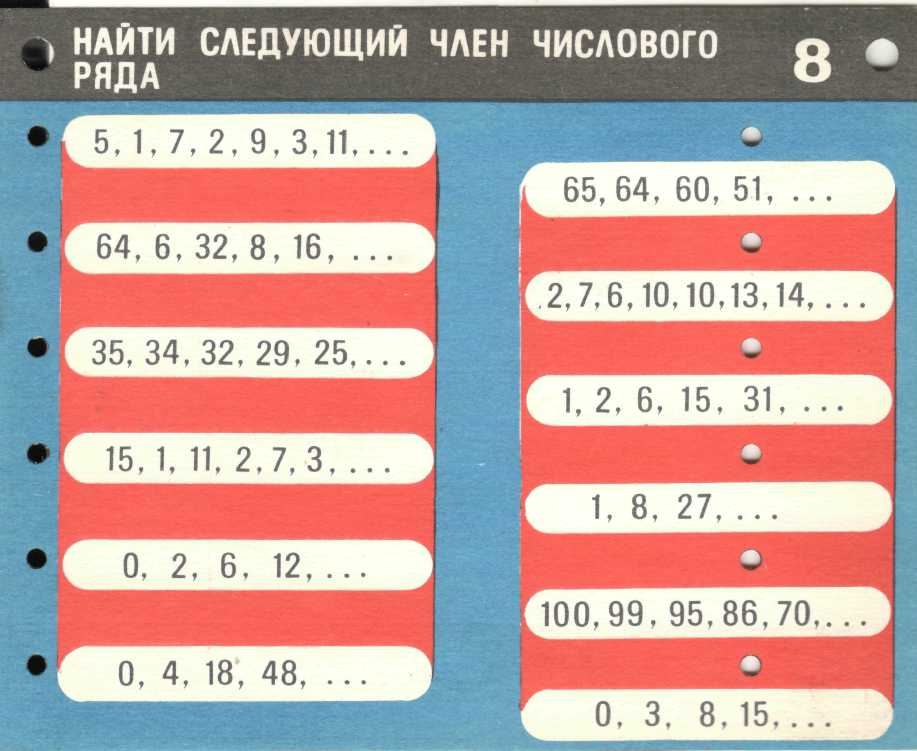 НАЙТИ СЛЕДУЮЩИЙ ЧЛЕН ЧИСЛОВОГО
РЯДА
8
5, 1, 7, 2, 9, 3, 11, ...
64, 6, 32, 8, 16, ...
35, 34, 32, 29, 25, ...
15, 1, 11, 2, 7, 3, ...
0, 2, 6, 12, ...
0, 4, 18, 48, ...
65, 64, 60, 51, ...
2, 7, 6, 10, 10, 13, 14, ...
1, 2, 6, 15, 31, ...
1, 8, 27, ...
100, 99, 95, 86, 70, ...
0, 3, 8, 15, ...